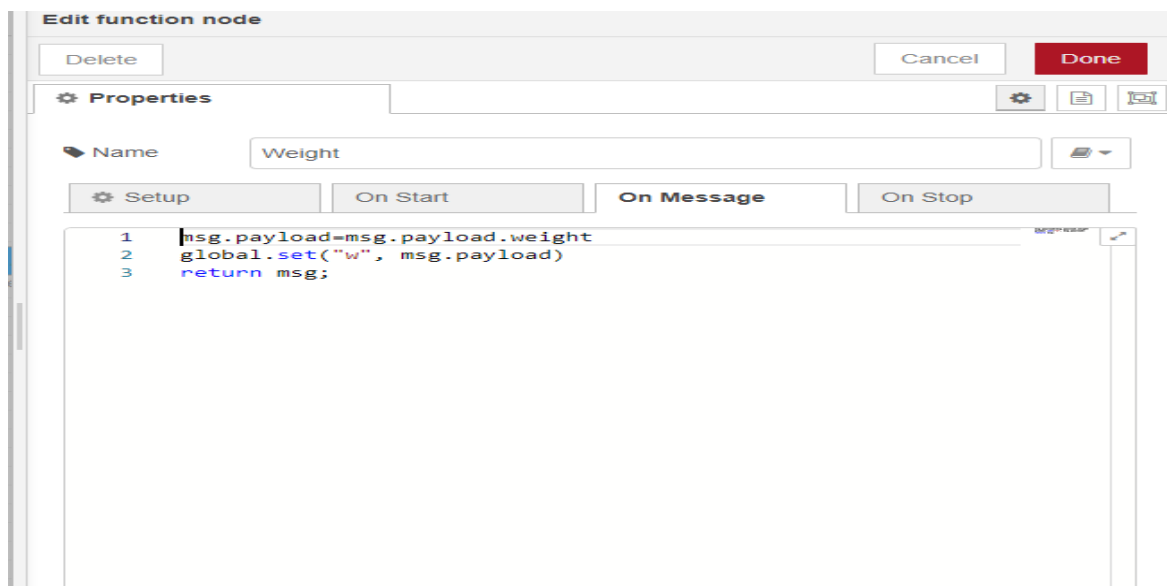 Edit function node
Delete Cancel Done
Properties
Name Weight
Setup On Start On Message On Stop
1 msg.payload=msg.payload.weight
2 global.set("w", msg.payload)
3 return msg;